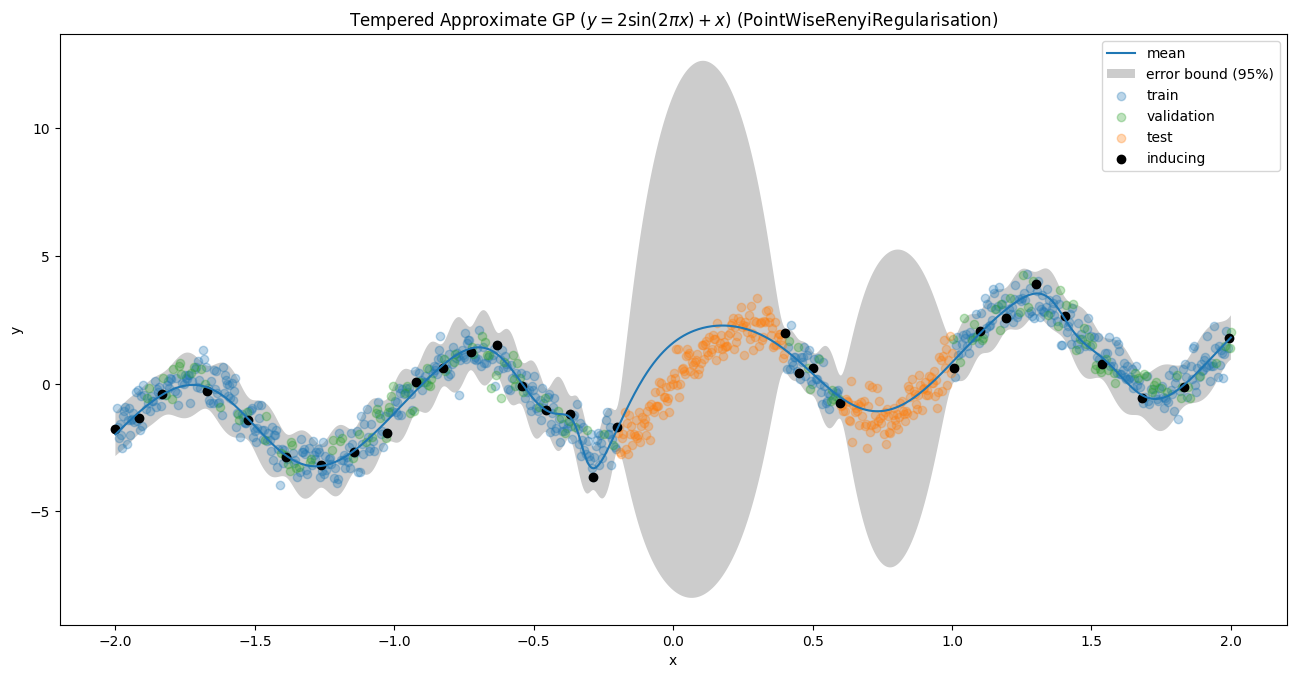 Tempered Approximate GP (y = 2sin(2πx) + x) (PointWiseRenyiRegularisation)
mean
error bound (95%)
train
validation
test
inducing
10
5
0
−5
y
−2.0 −1.5 −1.0 −0.5 0.0 0.5 1.0 1.5 2.0
x